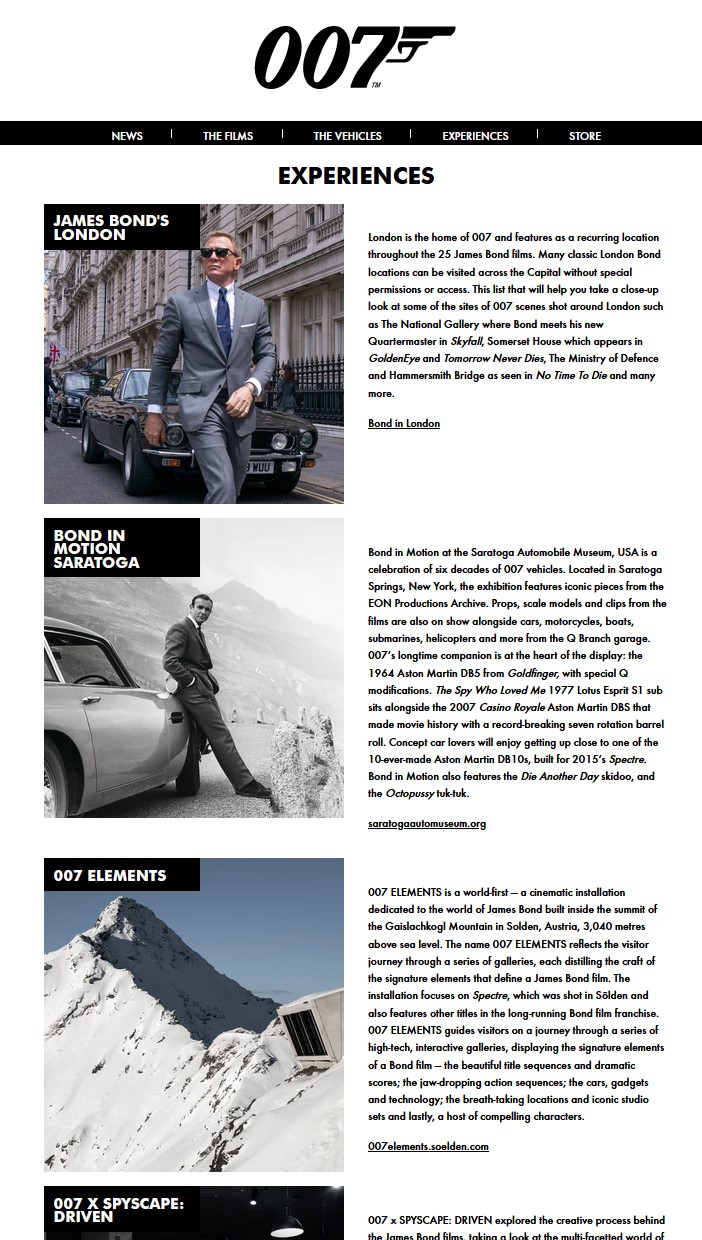 007
TM
NEWS
THE FILMS
THE VEHICLES
EXPERIENCES
STORE
EXPERIENCES
JAMES BOND'S
LONDON
London is the home of 007 and features as a recurring location
throughout the 25 James Bond films. Many classic London Bond
locations can be visited across the Capital without special
permissions or access. This list that will help you take a close-up
look at some of the sites of 007 scenes shot around London such
as The National Gallery where Bond meets his new
Quartermaster in Skyfall, Somerset House which appears in
GoldenEye and Tomorrow Never Dies, The Ministry of Defence
and Hammersmith Bridge as seen in No Time To Die and many
more.
Bond in London
WUU
BOND IN
MOTION
SARATOGA
Bond in Motion at the Saratoga Automobile Museum, USA is a
celebration of six decades of 007 vehicles. Located in Saratoga
Springs, New York, the exhibition features iconic pieces from the
EON Productions Archive. Props, scale models and clips from the
films are also on show alongside cars, motorcycles, boats,
submarines, helicopters and more from the Q Branch garage.
007's longtime companion is at the heart of the display: the
1964 Aston Martin DB5 from Goldfinger, with special Q
modifications. The Spy Who Loved Me 1977 Lotus Esprit S1 sub
sits alongside the 2007 Casino Royale Aston Martin DBS that
made movie history with a record-breaking seven rotation barrel
roll. Concept car lovers will enjoy getting up close to one of the
10-ever-made Aston Martin DB10s, built for 2015's Spectre.
Bond in Motion also features the Die Another Day skidoo, and
the Octopussy tuk-tuk.
saratogaautomuseum.org
007 ELEMENTS
007 ELEMENTS is a world-first – a cinematic installation
dedicated to the world of James Bond built inside the summit of
the Gaislachkogl Mountain in Solden, Austria, 3,040 metres
above sea level. The name 007 ELEMENTS reflects the visitor
journey through a series of galleries, each distilling the craft of
the signature elements that define a James Bond film. The
installation focuses on Spectre, which was shot in Sölden and
also features other titles in the long-running Bond film franchise.
007 ELEMENTS guides visitors on a journey through a series of
high-tech, interactive galleries, displaying the signature elements
of a Bond film – the beautiful title sequences and dramatic
scores; the jaw-dropping action sequences; the cars, gadgets
and technology; the breath-taking locations and iconic studio
sets and lastly, a host of compelling characters.
007elements.soelden.com
007 X SPYSCAPE:
DRIVEN
007 x SPYSCAPE: DRIVEN explored the creative process behind
the James Bond films, taking a look at the multi-facetted world of